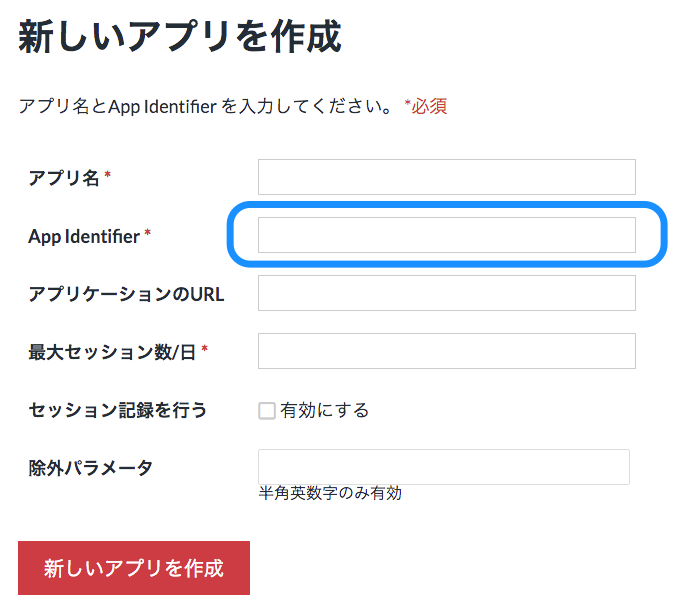 新しいアプリを作成
アプリ名とApp Identifier を入力してください。 *必須
アプリ名 *
App Identifier *
アプリケーションのURL
最大セッション数/日 *
セッション記録を行う 有効にする
除外パラメータ
半角英数字のみ有効
新しいアプリを作成